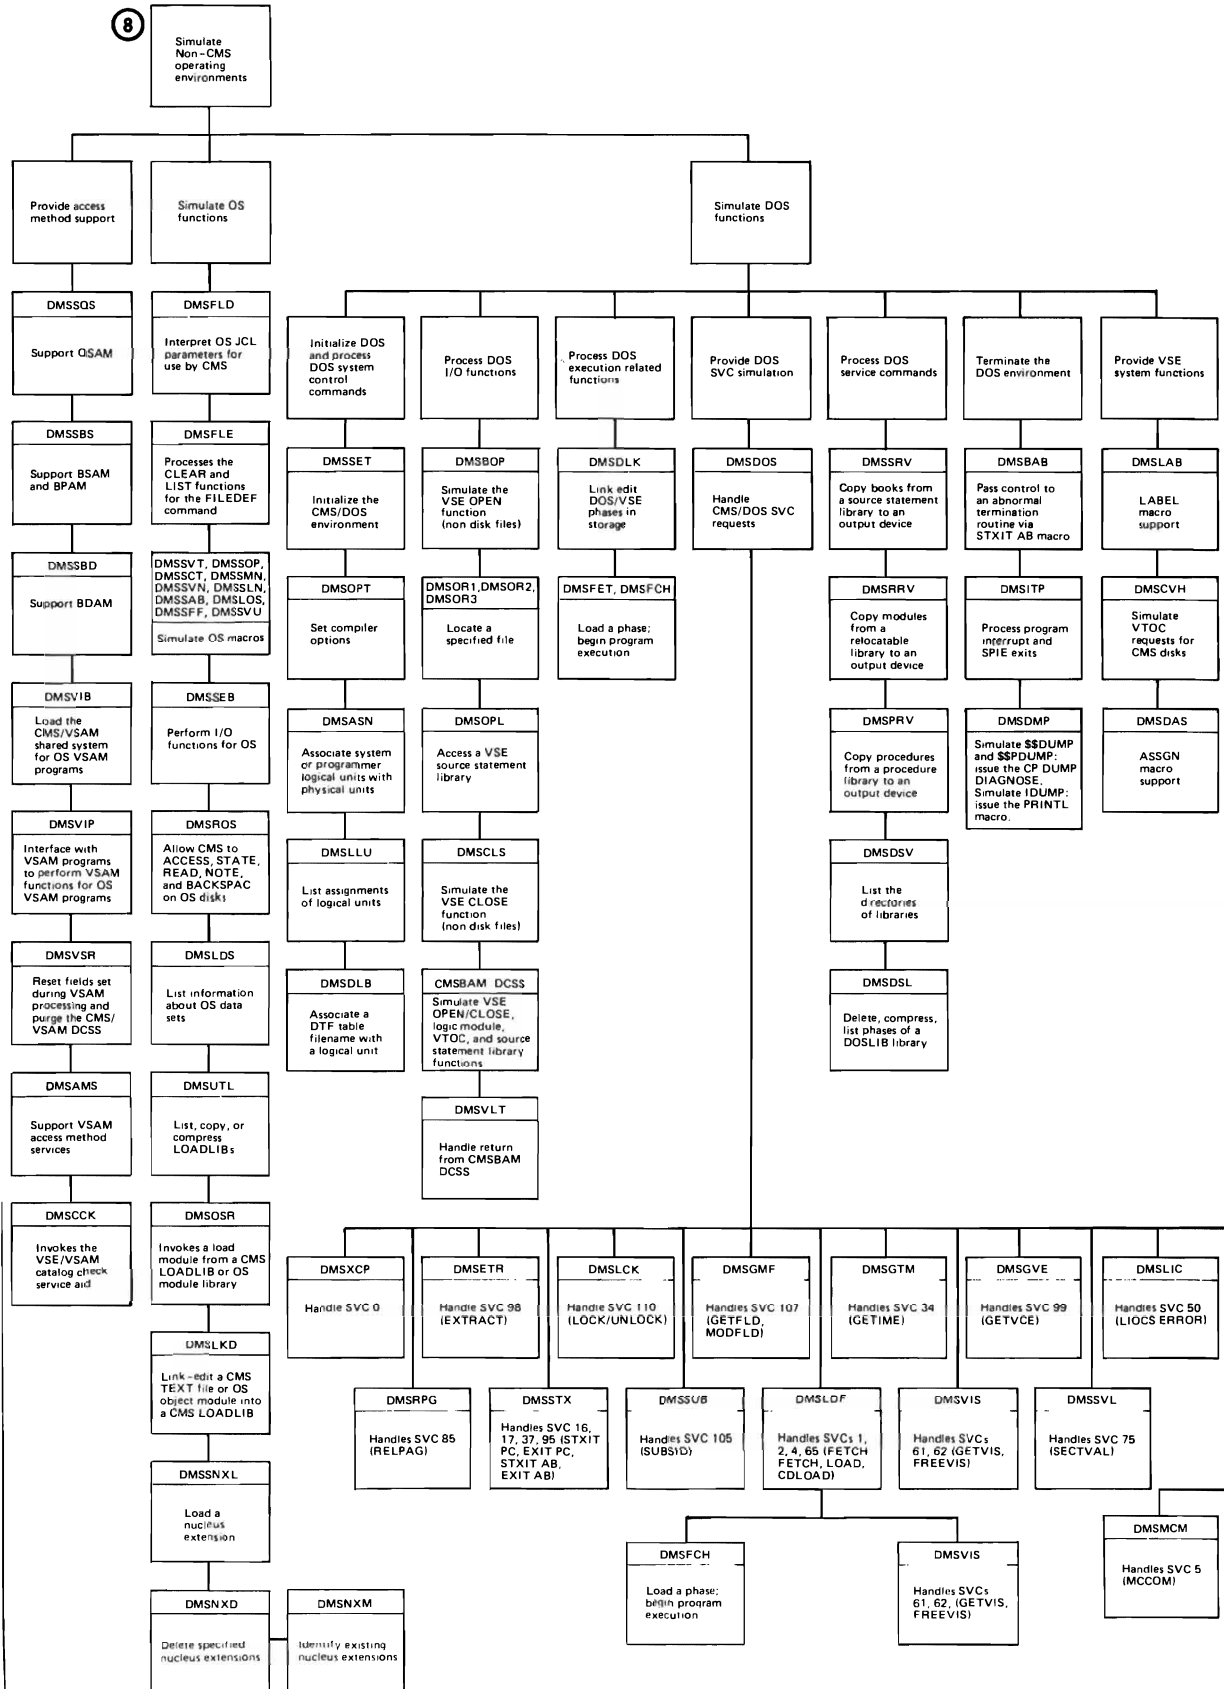 8
Simulate
Non-CMS
operating
environments
Provide access
method support
Simulate OS
functions
Simulate DOS
functions
DMSSQS
Support QSAM
DMSSBS
Support BSAM
and BPAM
DMSSBD
Support BDAM
DMSVIB
Load the
CMS/VSAM
shared system
for OS VSAM
programs
DMSVIP
Interface with
VSAM programs
to perform VSAM
functions for OS
VSAM programs
DMSVSR
Reset fields set
during VSAM
processing and
purge the CMS/
VSAM DCSS
DMSAMS
Support VSAM
access method
services
DMSCCK
Invokes the
VSE/VSAM
catalog check
service aid
DMSFLD
Interpret OS JCL
parameters for
use by CMS
DMSFLE
Processes the
CLEAR and
LIST functions
for the FILEDEF
command
DMSSVT, DMSSOP,
DMSSCT, DMSSMN,
DMSSVN, DMSSLN,
DMSSAB, DMSLOS,
DMSSFF, DMSSVU
Simulate OS macros
DMSSEB
Perform I/O
functions for OS
DMSROS
Allow CMS to
ACCESS, STATE,
READ, NOTE,
and BACKSPAC
on OS disks
DMSLDS
List information
about OS data
sets
DMSUTL
List, copy, or
compress
LOADLIBs
DMSOSR
Invokes a load
module from a CMS
LOADLIB or OS
module library
DMSLKD
Link-edit a CMS
TEXT file or OS
object module into
a CMS LOADLIB
DMSSNXL
Load a
nucleus
extension
DMSNXD
Delete specified
nucleus extensions
DMSNXM
Identify existing
nucleus extensions
Initialize DOS
and process
DOS system
control
commands
DMSSET
Initialize the
CMS/DOS
environment
DMSOPT
Set compiler
options
DMSASN
Associate system
or programmer
logical units with
physical units
DMSLLU
List assignments
of logical units
DMSDLB
Associate a
DTF table
filename with
a logical unit
Process DOS
I/O functions
DMSBOP
Simulate the
VSE OPEN
function
(non disk files)
DMSOR1, DMSOR2,
DMSOR3
Locate a
specified file
DMSOPL
Access a VSE
source statement
library
DMSCLS
Simulate the
VSE CLOSE
function
(non disk files)
CMSBAM DCSS
Simulate VSE
OPEN/CLOSE,
logic module,
VTOC, and source
statement library
functions
DMSVLT
Handle return
from CMSBAM
DCSS
Process DOS
execution related
functions
DMSDLK
Link edit
DOS/VSE
phases in
storage
DMSFET, DMSFCH
Load a phase;
begin program
execution
Provide DOS
SVC simulation
DMSDOS
Handle
CMS/DOS SVC
requests
Process DOS
service commands
DMSSRV
Copy books from
a source statement
library to an
output device
DMSRRV
Copy modules
from a
relocatable
library to an
output device
DMSPRV
Copy procedures
from a procedure
library to an
output device
DMSDSV
List the
directories
of libraries
DMSDSL
Delete, compress,
list phases of a
DOSLIB library
Terminate the
DOS environment
DMSBAB
Pass control to
an abnormal
termination
routine via
STXIT AB macro
DMSITP
Process program
interrupt and
SPIE exits
DMSDMP
Simulate $$DUMP
and $$PDUMP:
issue the CP DUMP
DIAGNOSE.
Simulate IDUMP:
issue the PRINTL
macro.
Provide VSE
system functions
DMSLAB
LABEL
macro
support
DMSCVH
Simulate
VTOC
requests for
CMS disks
DMSDAS
ASSGN
macro
support
DMSXCP
Handle SVC 0
DMSETR
Handle SVC 98
(EXTRACT)
DMSLCK
Handle SVC 110
(LOCK/UNLOCK)
DMSGMF
Handles SVC 107
(GETFLD,
MODFLD)
DMSGTM
Handles SVC 34
(GETIME)
DMSGVE
Handles SVC 99
(GETVCE)
DMSLIC
Handles SVC 50
(LIOCS ERROR)
DMSRPG
Handles SVC 85
(RELPAG)
DMSSTX
Handles SVC 16,
17, 37, 95 (STXIT
PC, EXIT PC,
STXIT AB,
EXIT AB)
DMSSUB
Handles SVC 105
(SUBSID)
DMSLDF
Handles SVCs 1,
2, 4, 65 (FETCH
FETCH, LOAD,
CDLOAD)
DMSVIS
Handles SVCs
61, 62 (GETVIS,
FREEVIS)
DMSSVL
Handles SVC 75
(SECTVAL)
DMSFCH
Load a phase;
begin program
execution
DMSVIS
Handles SVCs
61, 62, (GETVIS,
FREEVIS)
DMSMCM
Handles SVC 5
(MCCOM)